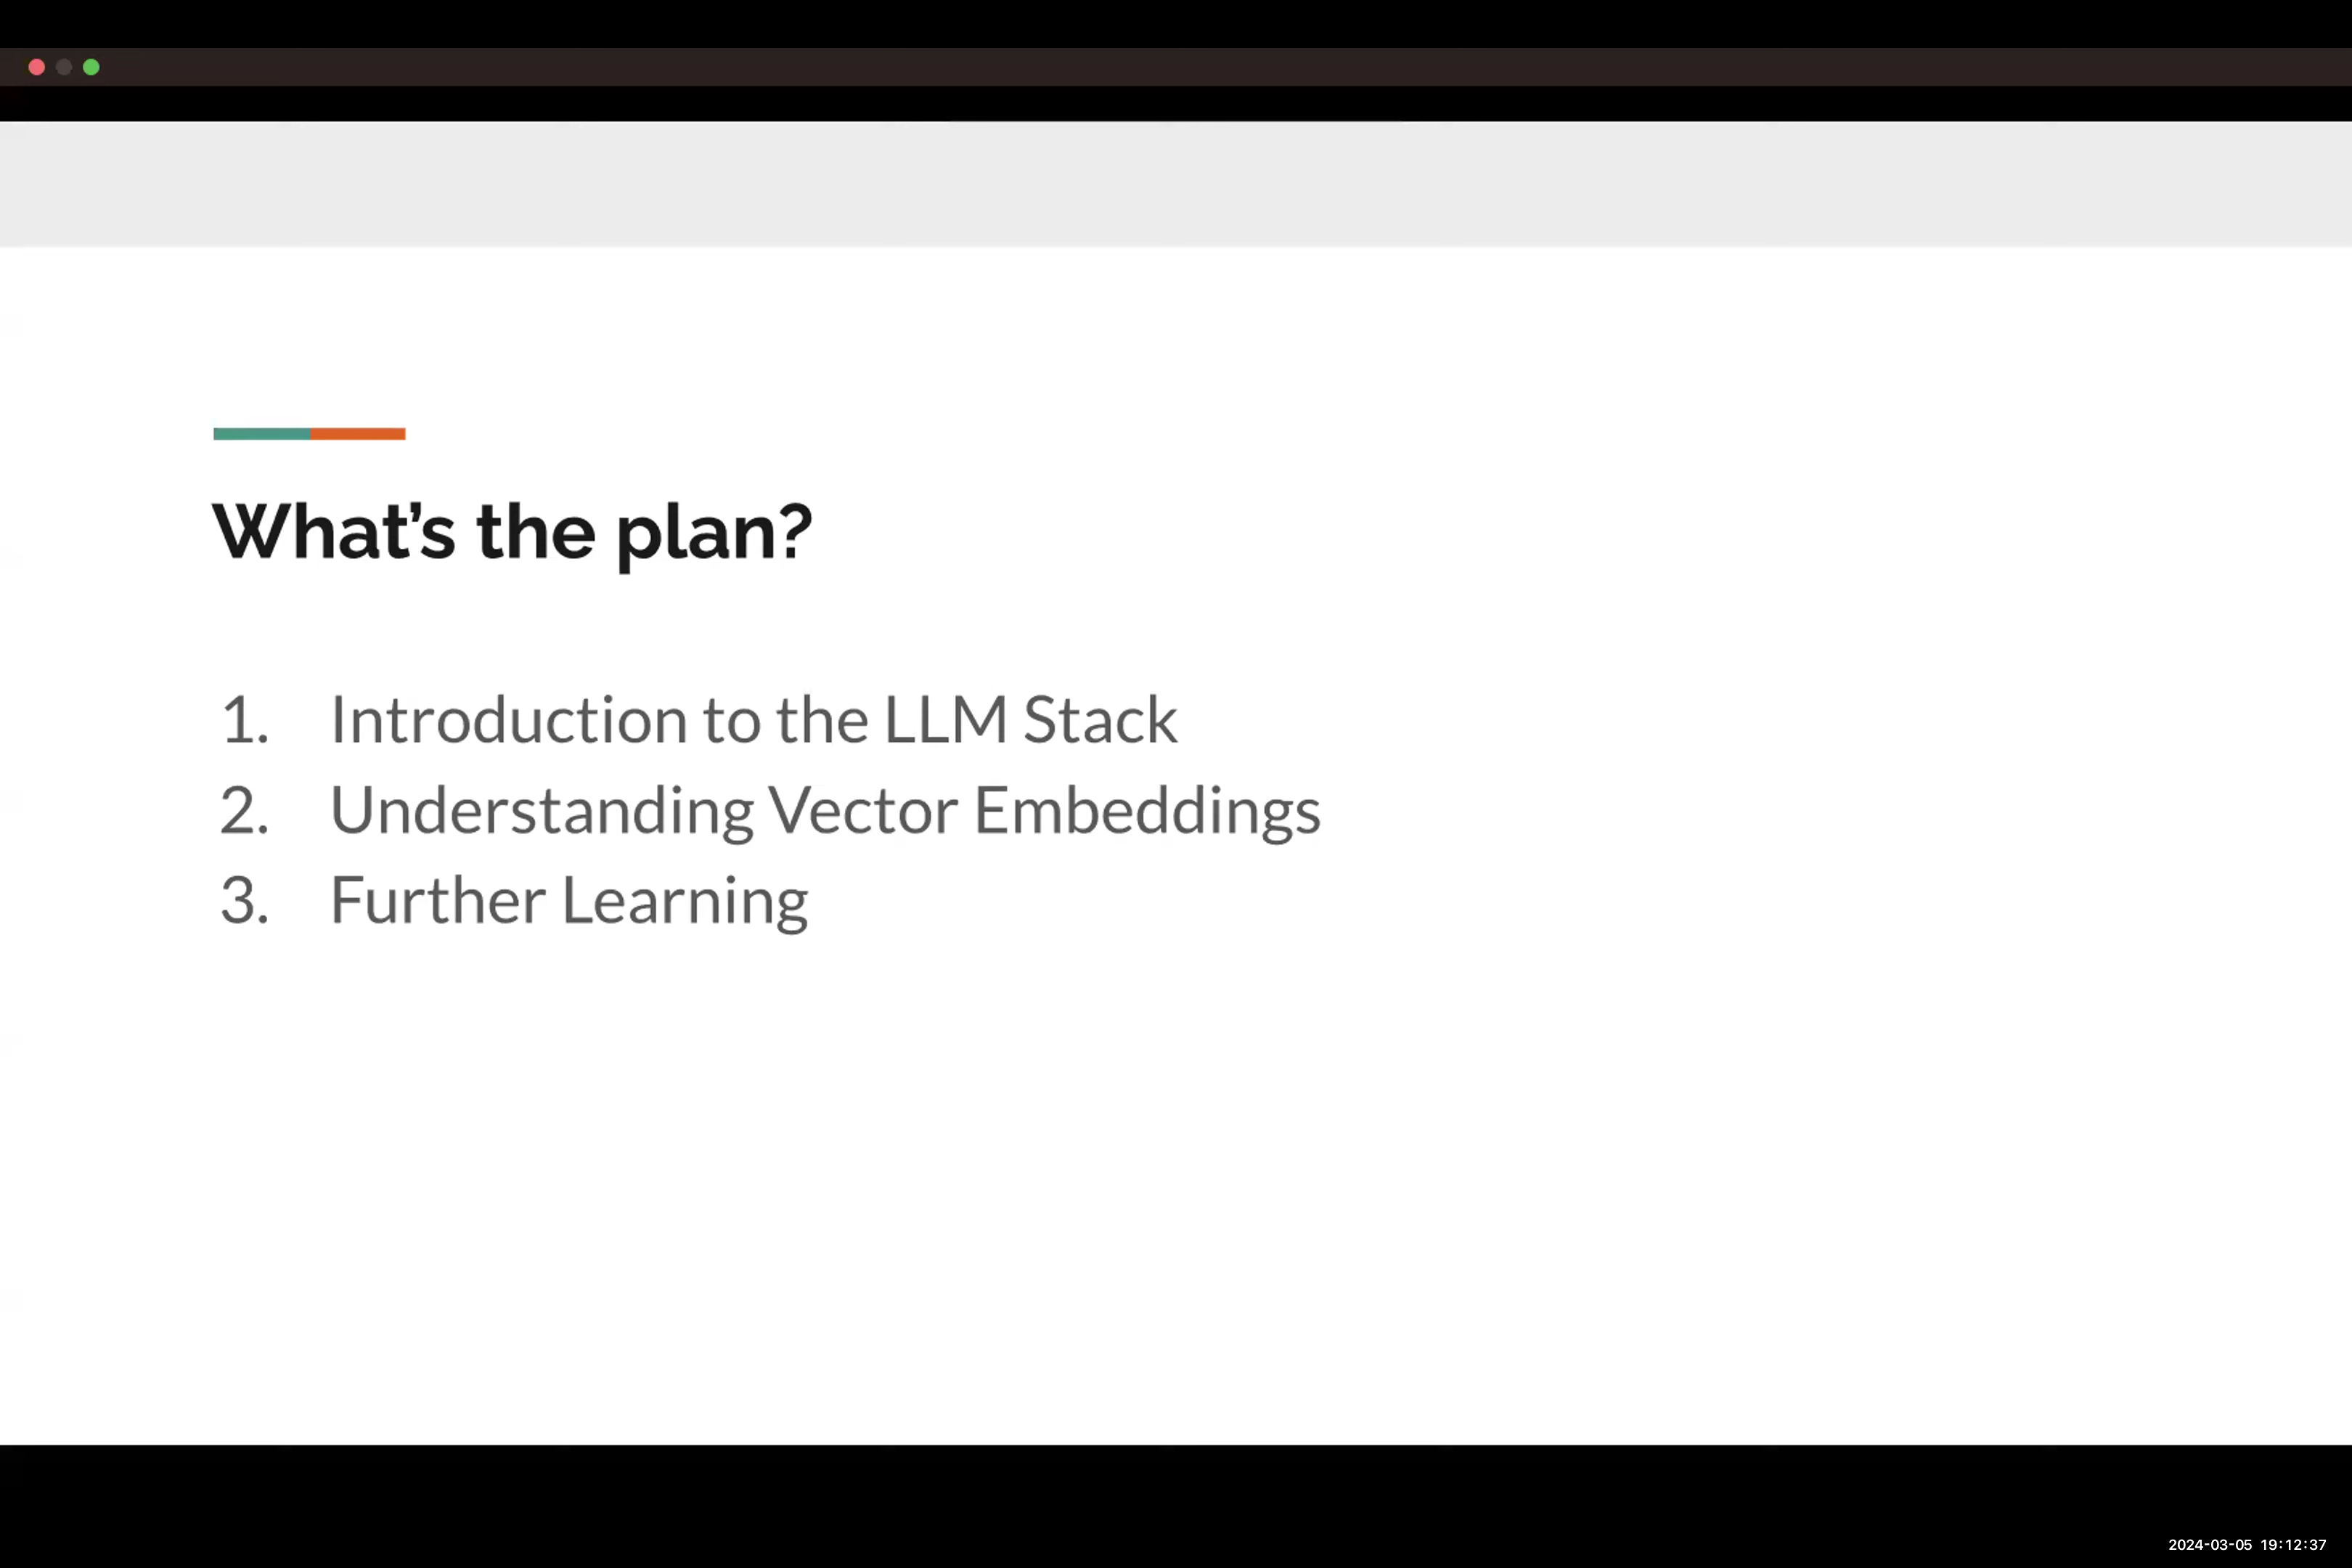 What’s the plan?
1. Introduction to the LLM Stack
2. Understanding Vector Embeddings
3. Further Learning
2024-03-05 19:12:37